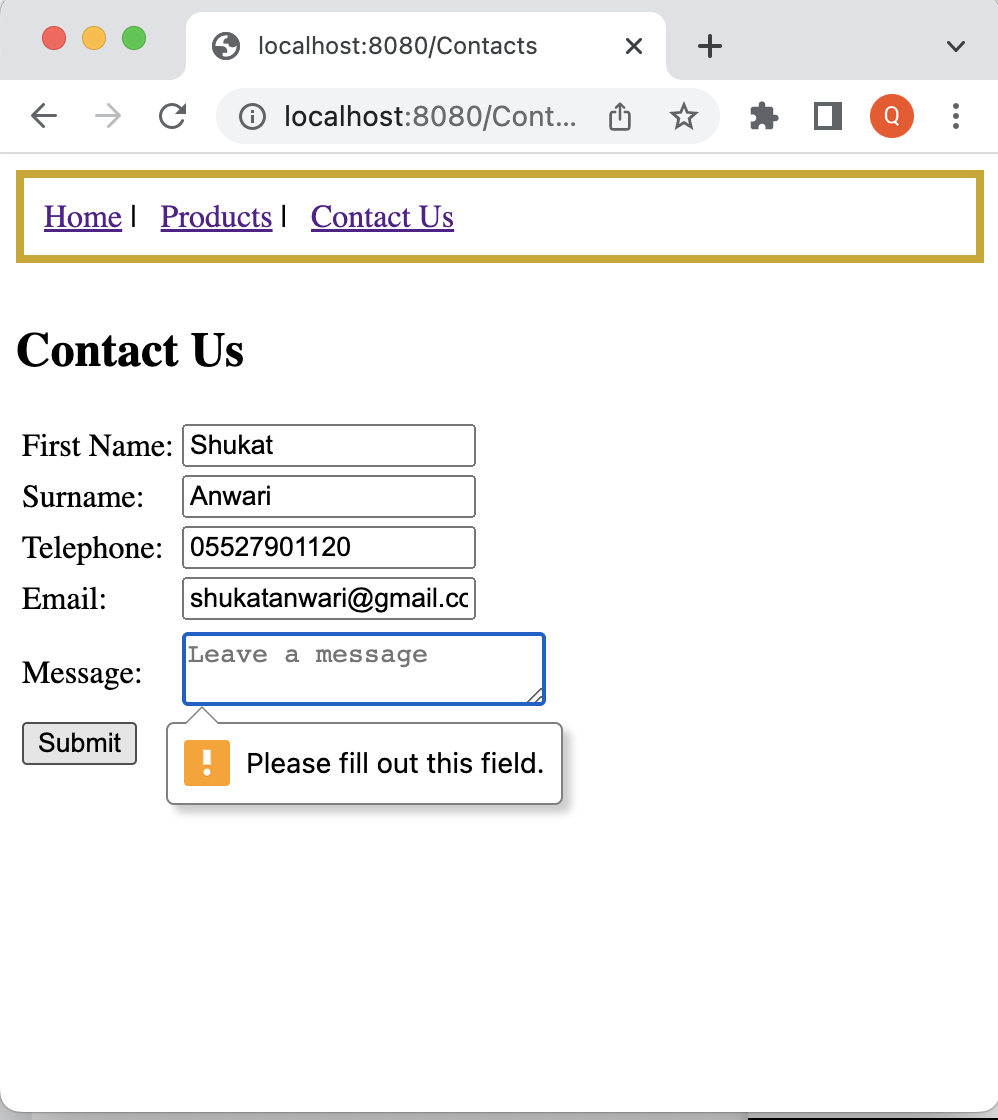 localhost:8080/Contacts
localhost:8080/Cont...
Q
Home | Products | Contact Us
Contact Us
First Name: Shukat
Surname: Anwari
Telephone: 05527901120
Email: shukatanwari@gmail.cc
Message: Leave a message
Submit
! Please fill out this field.